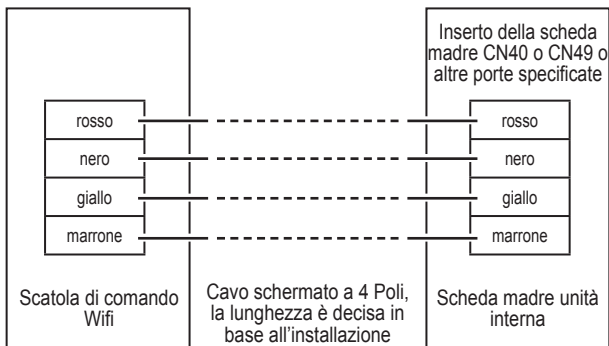 Inserto della scheda
madre CN40 o CN49 o
altre porte specificate
rosso
rosso
nero
nero
giallo
giallo
marrone
marrone
Scatola di comando
Wifi
Cavo schermato a 4 Poli,
la lunghezza è decisa in
base all'installazione
Scheda madre unità
interna